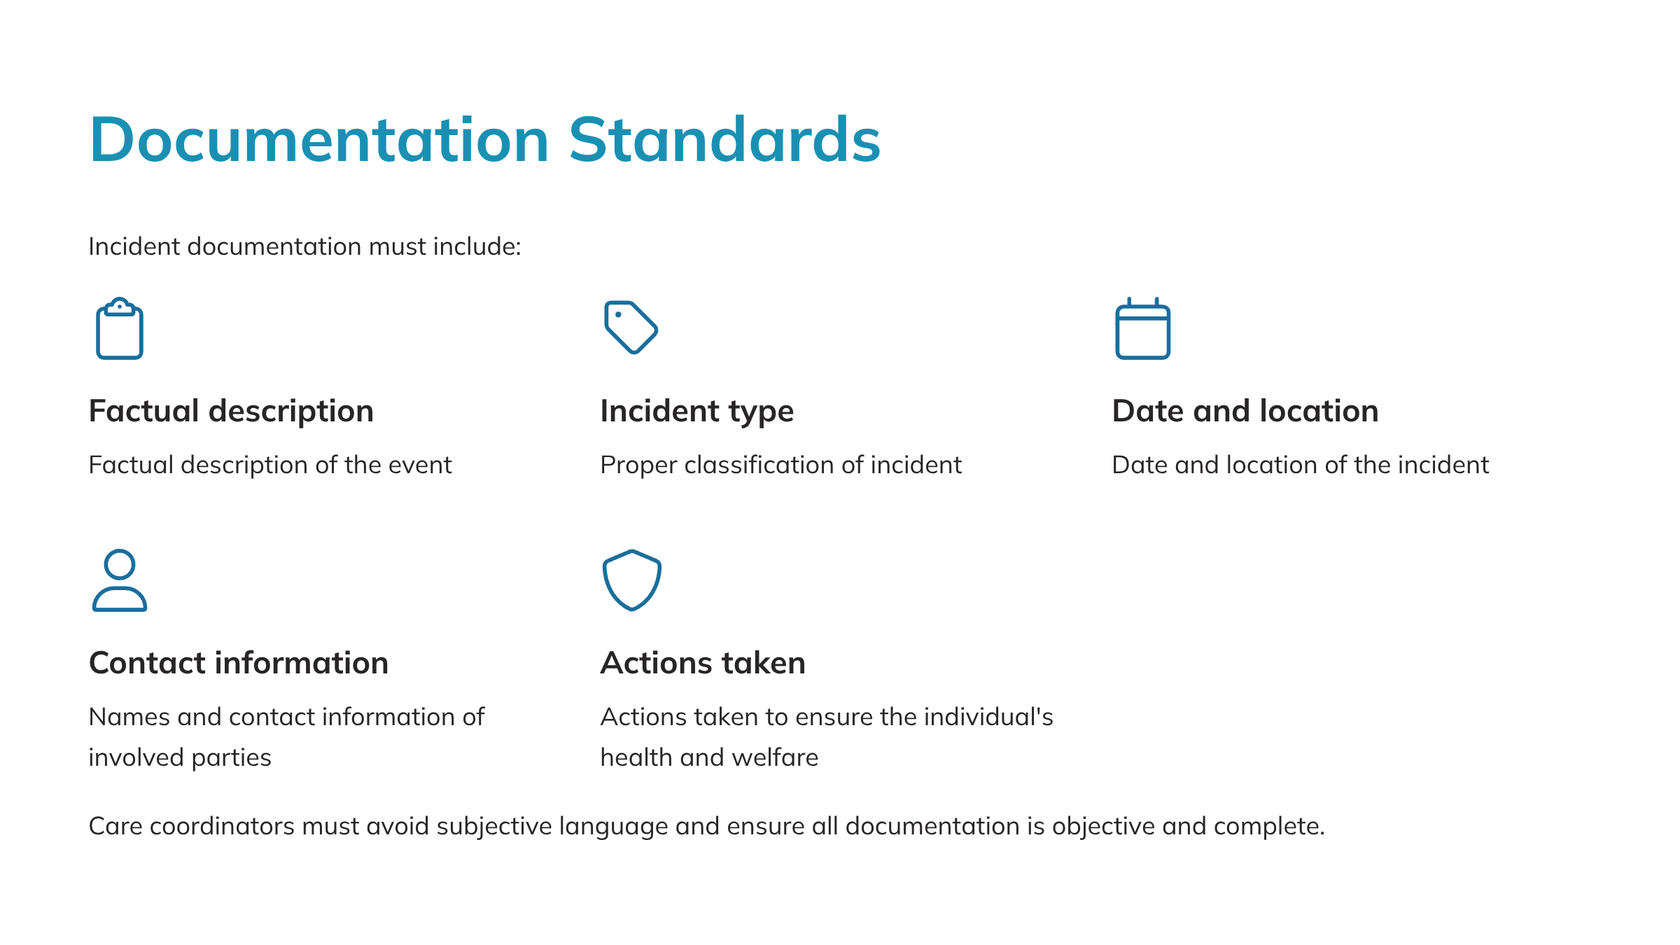 Documentation Standards
Incident documentation must include:
Factual description
Factual description of the event
Incident type
Proper classification of incident
Date and location
Date and location of the incident
Contact information
Names and contact information of
involved parties
Actions taken
Actions taken to ensure the individual's
health and welfare
Care coordinators must avoid subjective language and ensure all documentation is objective and complete.